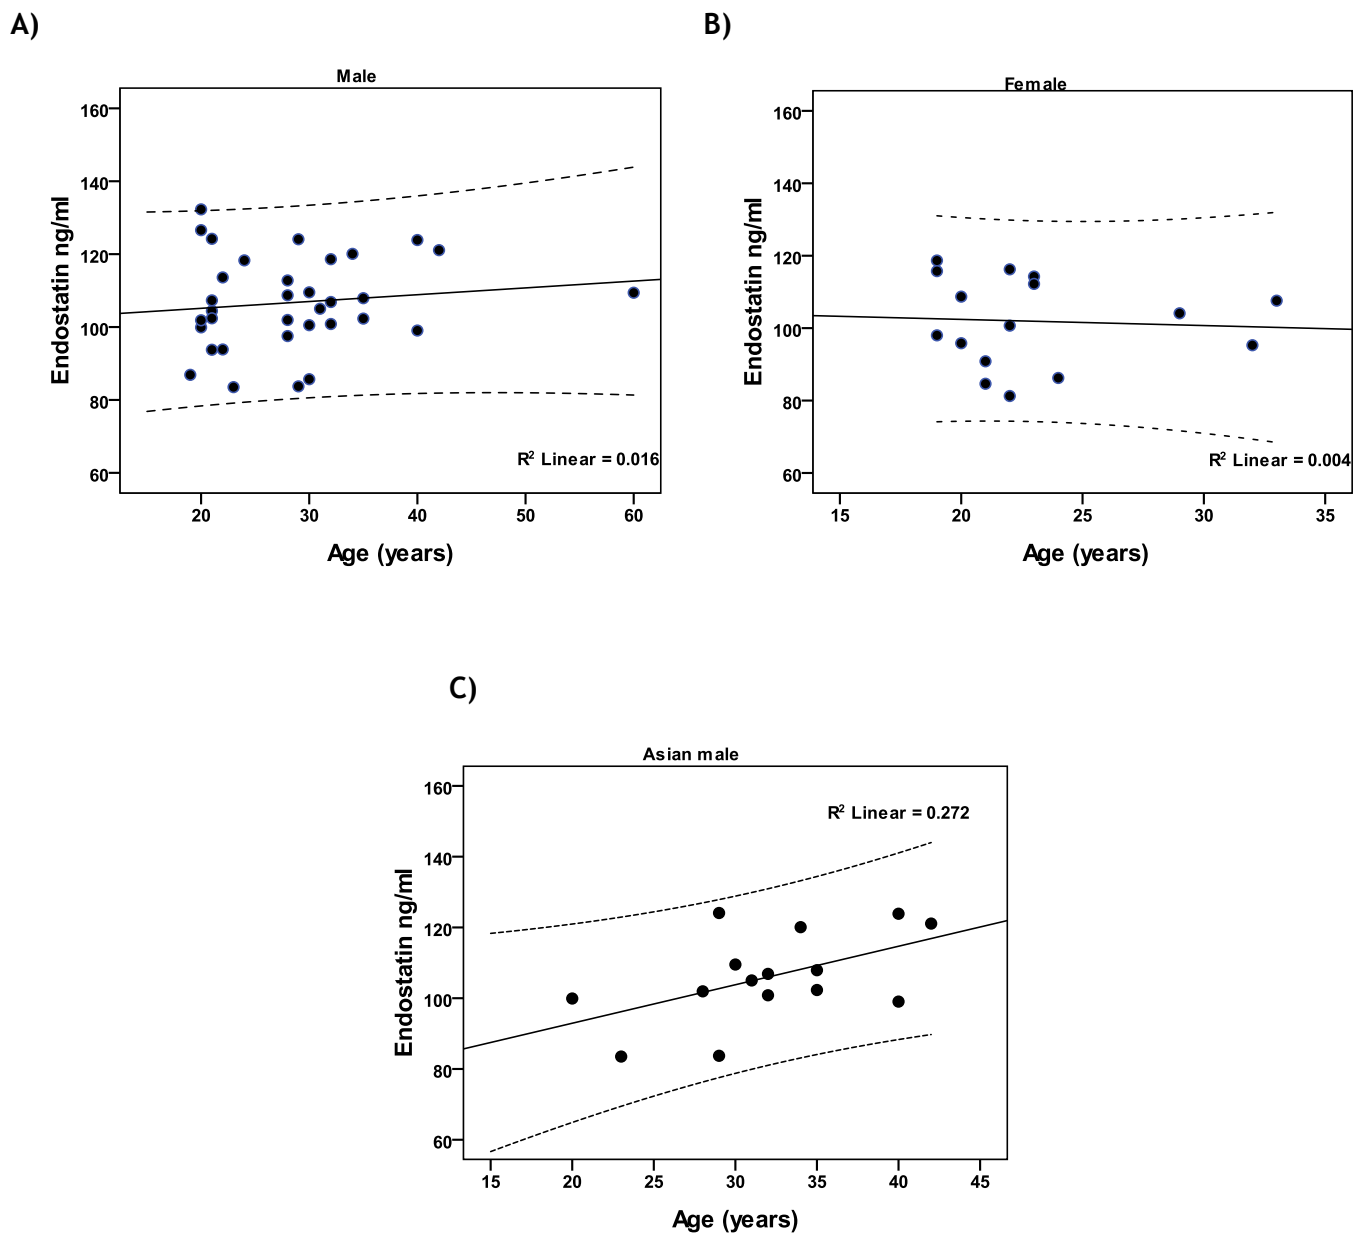 A)
Male
160
140
120
100
80
60
Endostatin ng/ml
R² Linear = 0.016
20 30 40 50 60
Age (years)
B)
Female
160
140
120
100
80
60
Endostatin ng/ml
R² Linear = 0.004
15 20 25 30 35
Age (years)
C)
Asian male
160
140
120
100
80
60
Endostatin ng/ml
R² Linear = 0.272
15 20 25 30 35 40 45
Age (years)